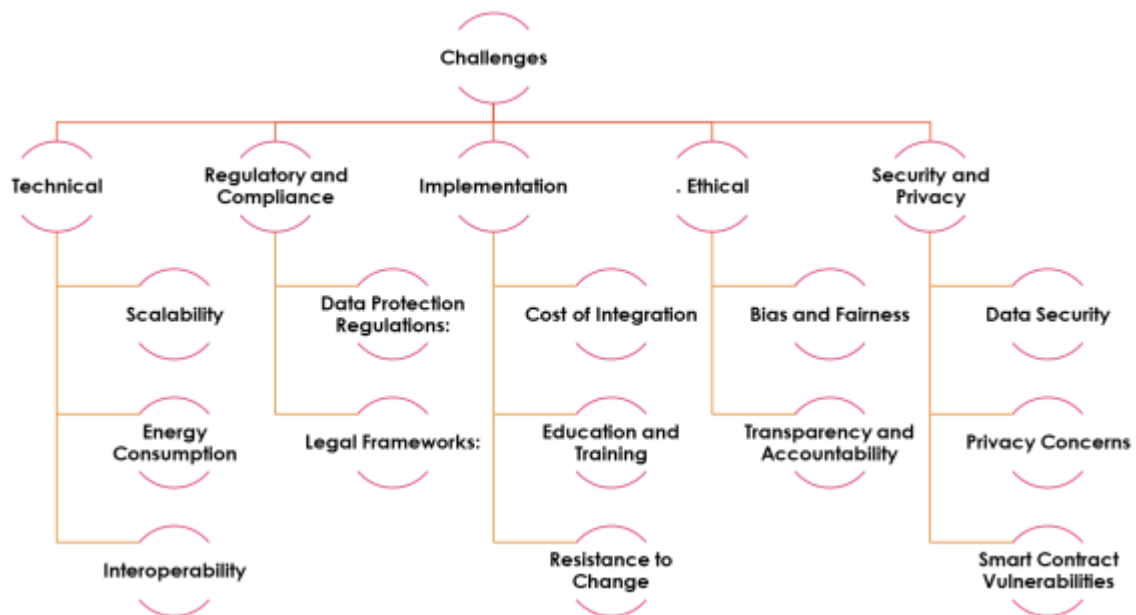 Challenges
Technical
Regulatory and
Compliance
Implementation
. Ethical
Security and
Privacy
Scalability
Data Protection
Regulations:
Cost of Integration
Bias and Fairness
Data Security
Energy
Consumption
Legal Frameworks:
Education and
Training
Transparency and
Accountability
Privacy Concerns
Interoperability
Resistance to
Change
Smart Contract
Vulnerabilities